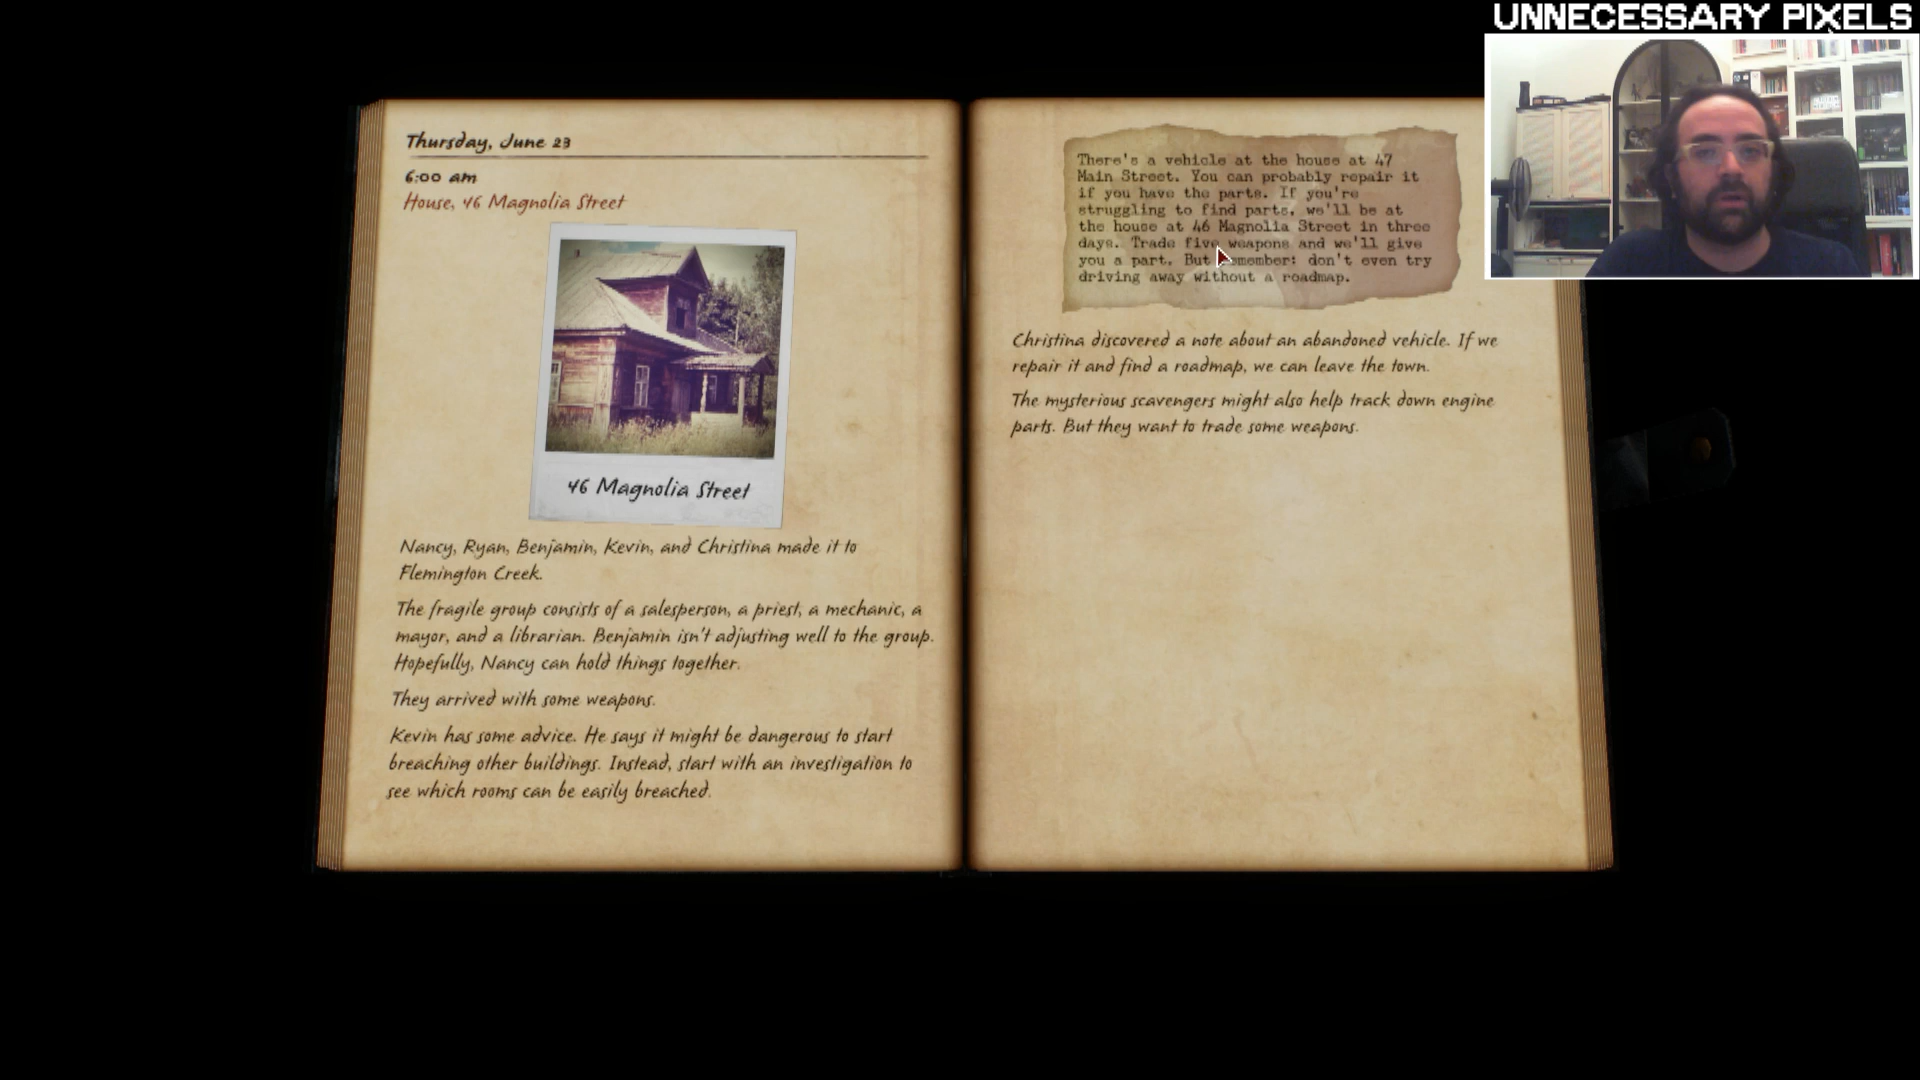 UNNECESSARY PIXELS
Thursday, June 23
6:00 am
House, 46 Magnolia Street
46 Magnolia Street
Nancy, Ryan, Benjamin, Kevin, and Christina made it to
Flemington Creek.
The fragile group consists of a salesperson, a priest, a mechanic, a
mayor, and a librarian. Benjamin isn't adjusting well to the group.
Hopefully, Nancy can hold things together.
They arrived with some weapons.
Kevin has some advice. He says it might be dangerous to start
breaching other buildings. Instead, start with an investigation to
see which rooms can be easily breached.
There's a vehicle at the house at 47
Main Street. You can probably repair it
if you have the parts. If you're
struggling to find parts, we'll be at
the house at 46 Magnolia Street in three
days. Trade five weapons and we'll give
you a part. But remember: don't even try
driving away without a roadmap.
Christina discovered a note about an abandoned vehicle. If we
repair it and find a roadmap, we can leave the town.
The mysterious scavengers might also help track down engine
parts. But they want to trade some weapons.